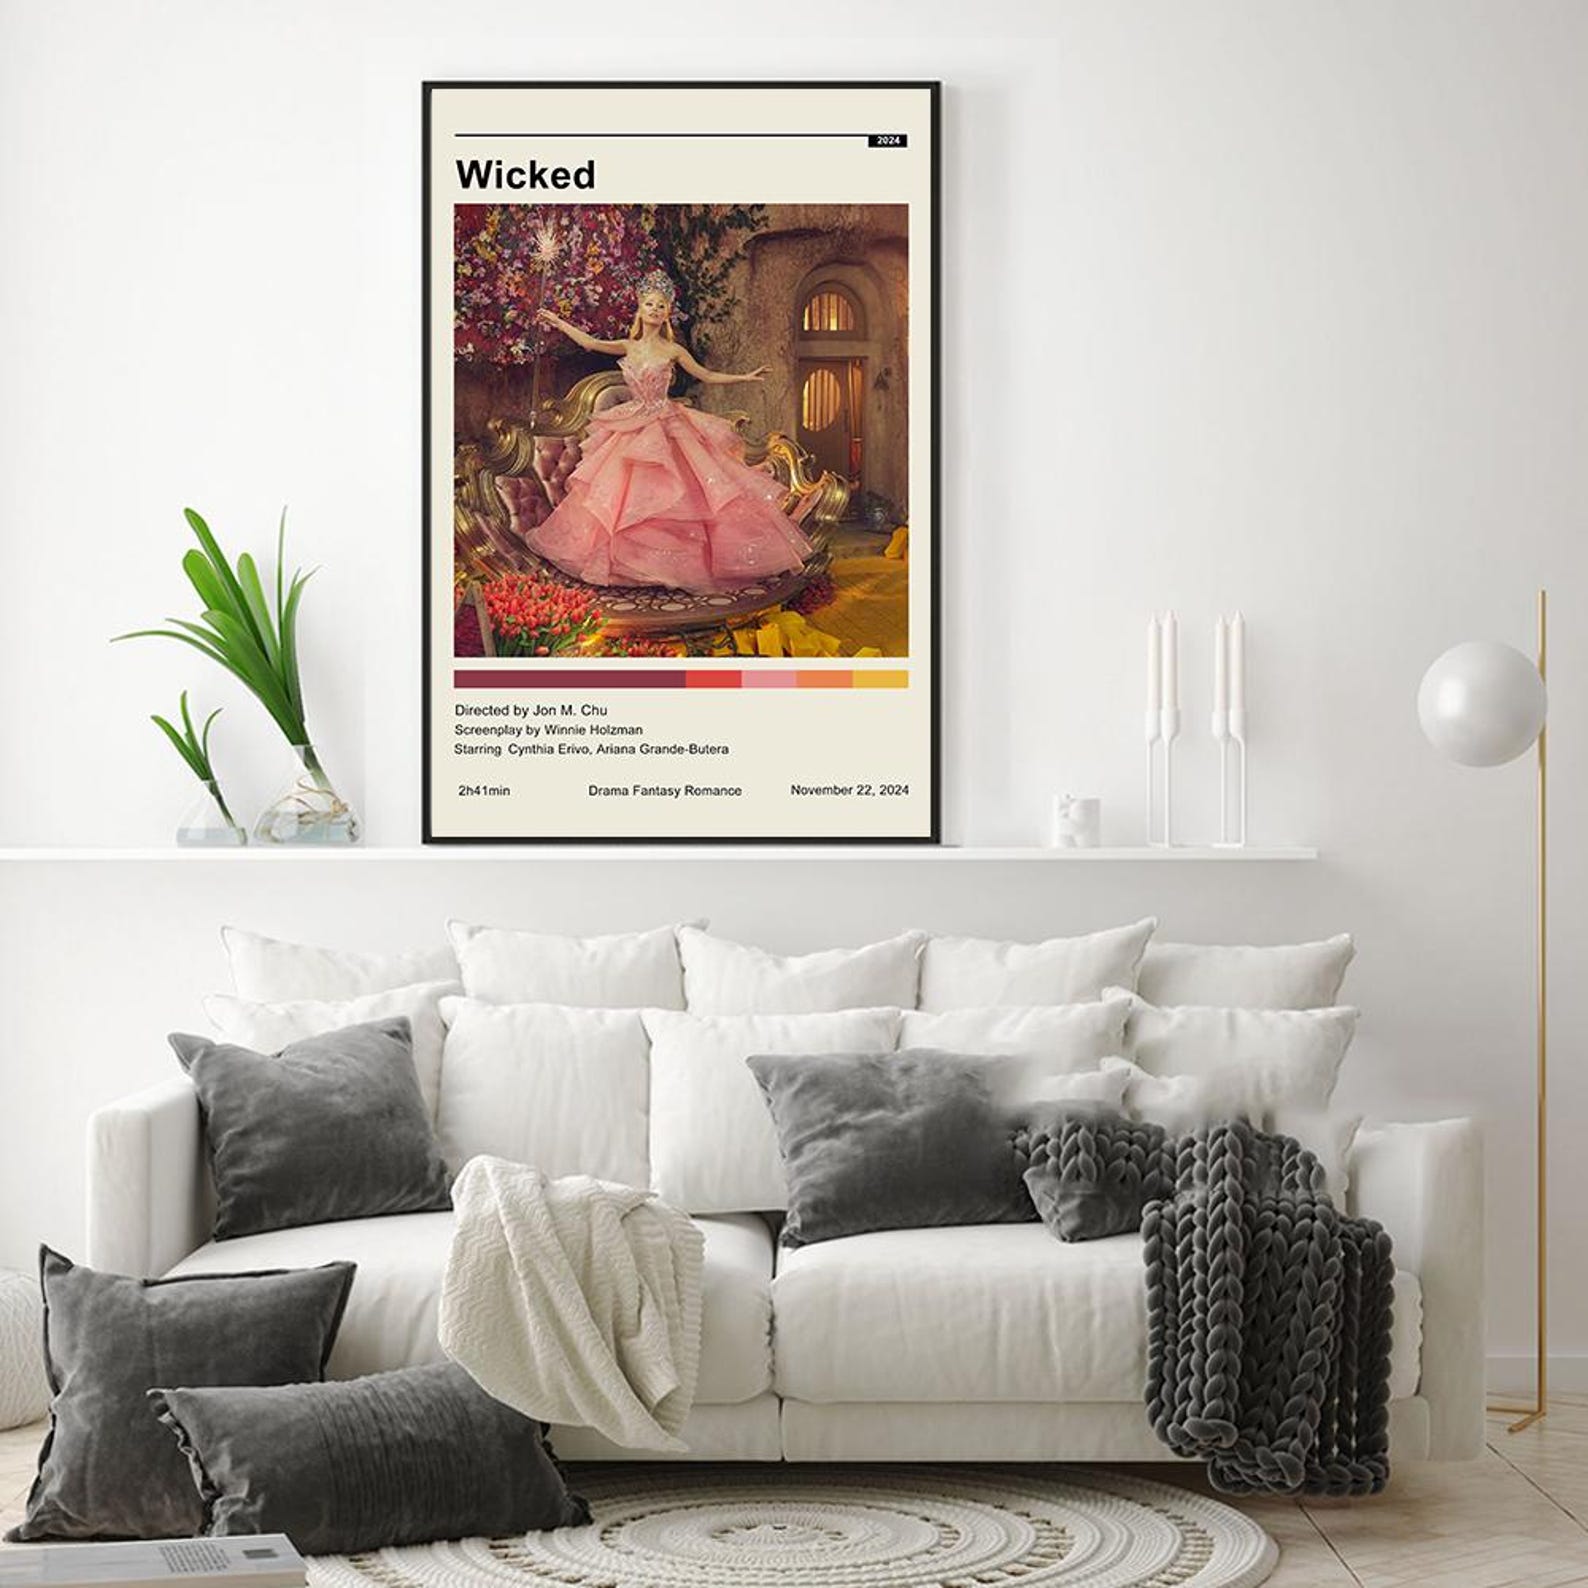 2024
Wicked
Directed by Jon M. Chu
Screenplay by Winnie Holzman
Starring Cynthia Erivo, Ariana Grande-Butera
2h41min Drama Fantasy Romance November 22, 2024